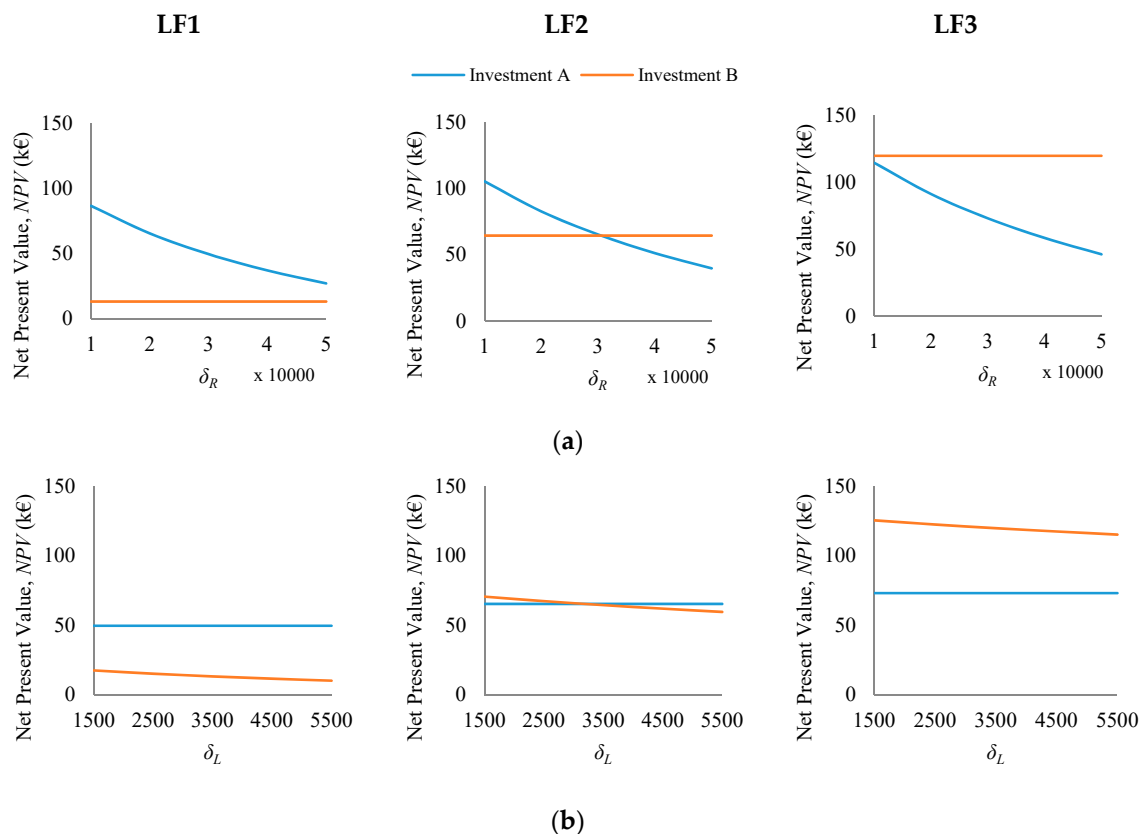 LF1 LF2 LF3
Investment A Investment B
Net Present Value, NPV (k€)
150
100
50
0
1 2 3 4 5
δR x 10000
Net Present Value, NPV (k€)
150
100
50
0
1 2 3 4 5
δR x 10000
Net Present Value, NPV (k€)
150
100
50
0
1 2 3 4 5
δR x 10000
(a)
Net Present Value, NPV (k€)
150
100
50
0
1500 2500 3500 4500 5500
δL
Net Present Value, NPV (k€)
150
100
50
0
1500 2500 3500 4500 5500
δL
Net Present Value, NPV (k€)
150
100
50
0
1500 2500 3500 4500 5500
δL
(b)